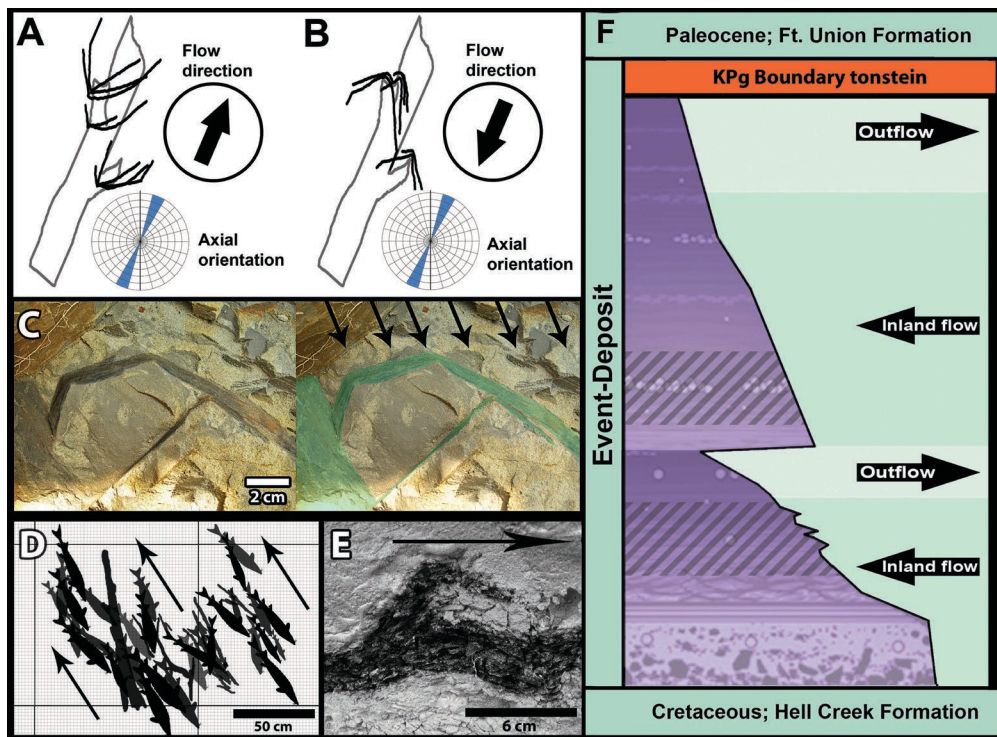 A
Flow
direction
Axial
orientation
B
Flow
direction
Axial
orientation
C
2 cm
D
50 cm
E
6 cm
F
Paleocene; Ft. Union Formation
KPg Boundary tonstein
Event-Deposit
Outflow
Inland flow
Outflow
Inland flow
Cretaceous; Hell Creek Formation